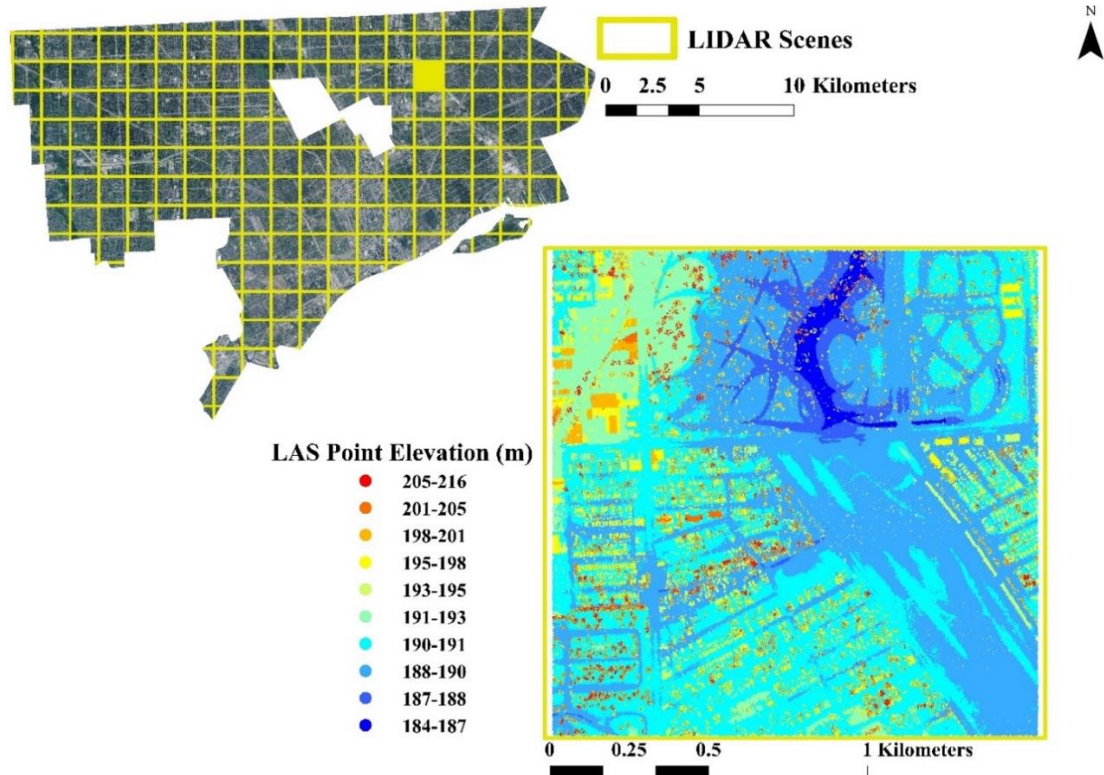 N
LIDAR Scenes
0 2.5 5 10 Kilometers
LAS Point Elevation (m)
205-216
201-205
198-201
195-198
193-195
191-193
190-191
188-190
187-188
184-187
0 0.25 0.5 1 Kilometers